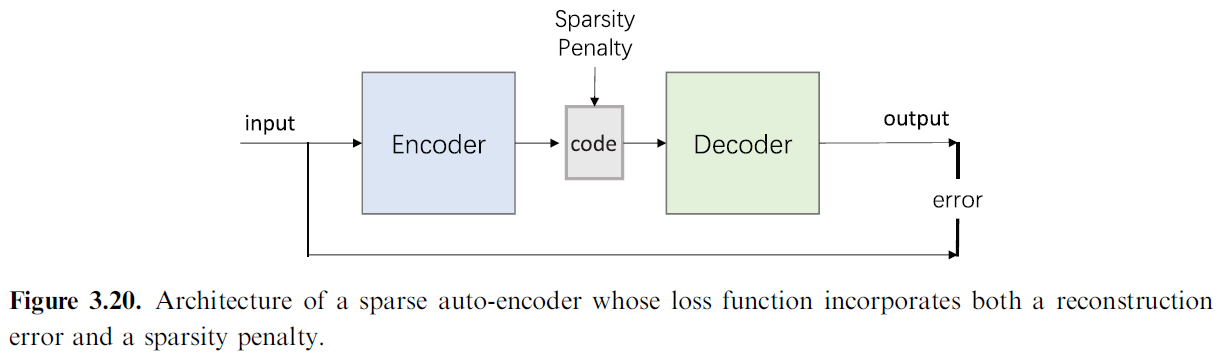 Sparsity
Penalty
input
Encoder
code
Decoder
output
error
Figure 3.20. Architecture of a sparse auto-encoder whose loss function incorporates both a reconstruction
error and a sparsity penalty.